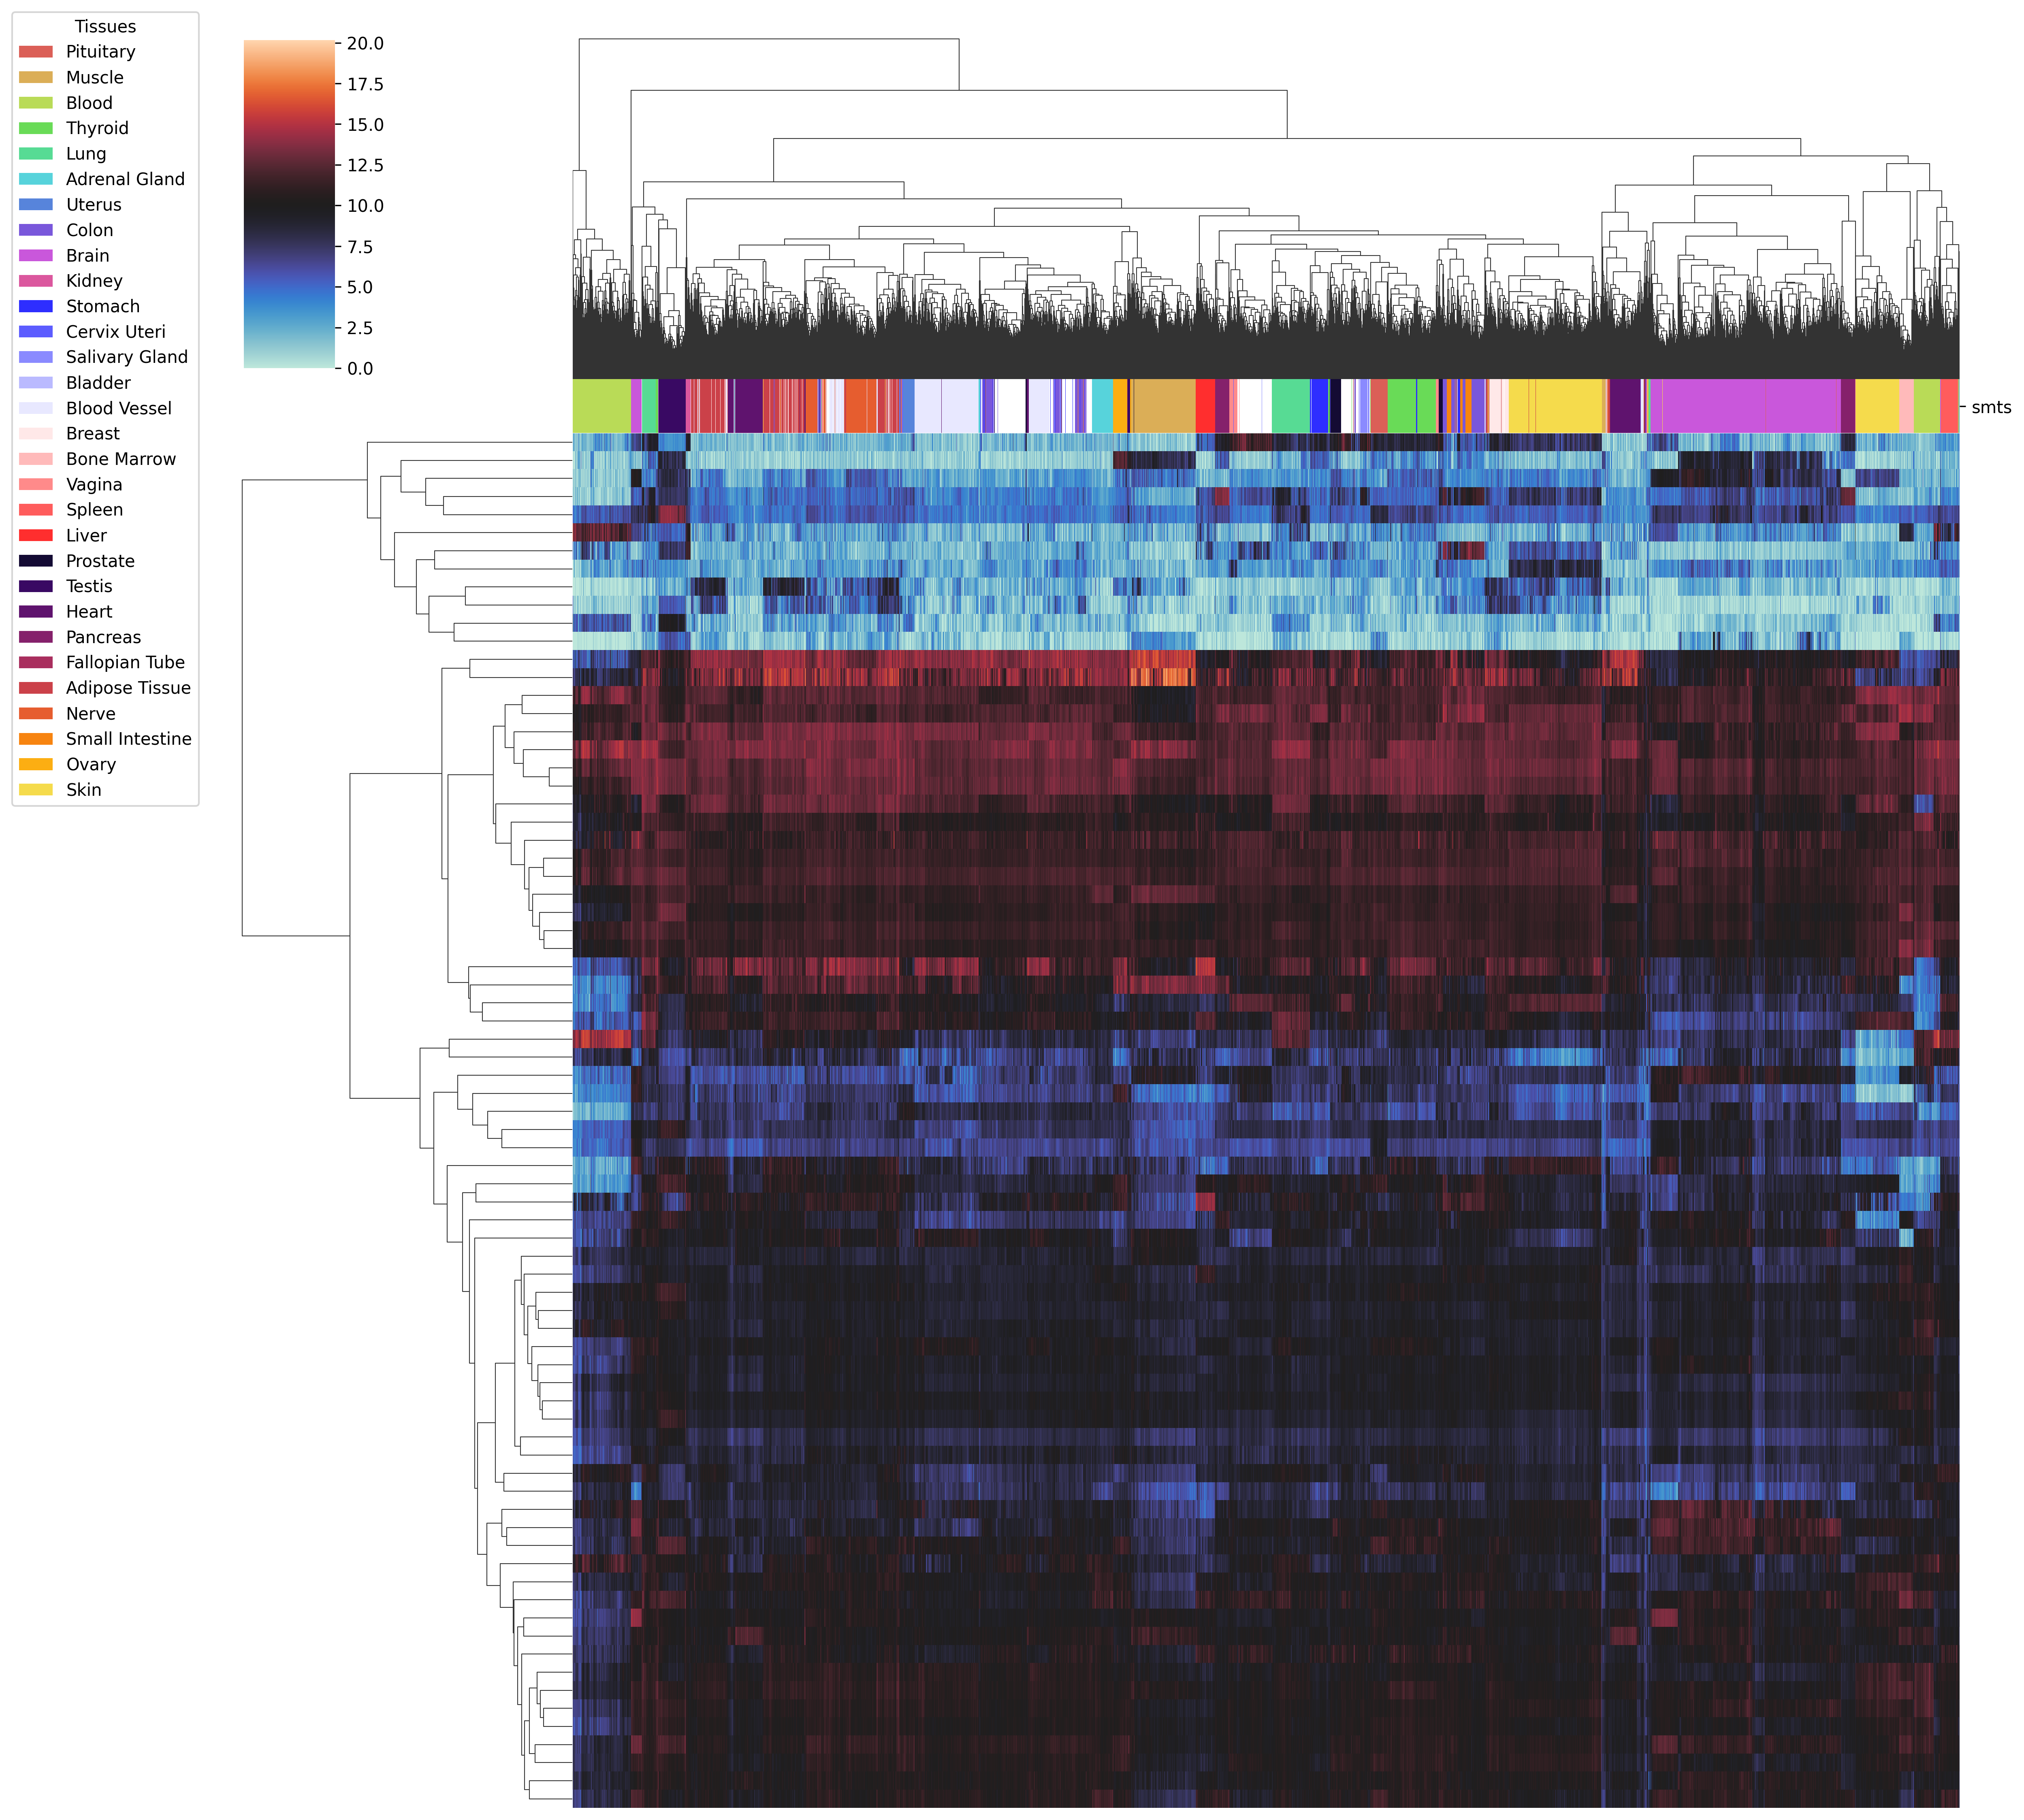 Tissues
Pituitary
Muscle
Blood
Thyroid
Lung
Adrenal Gland
Uterus
Colon
Brain
Kidney
Stomach
Cervix Uteri
Salivary Gland
Bladder
Blood Vessel
Breast
Bone Marrow
Vagina
Spleen
Liver
Prostate
Testis
Heart
Pancreas
Fallopian Tube
Adipose Tissue
Nerve
Small Intestine
Ovary
Skin
20.0
17.5
15.0
12.5
10.0
7.5
5.0
2.5
0.0
smts